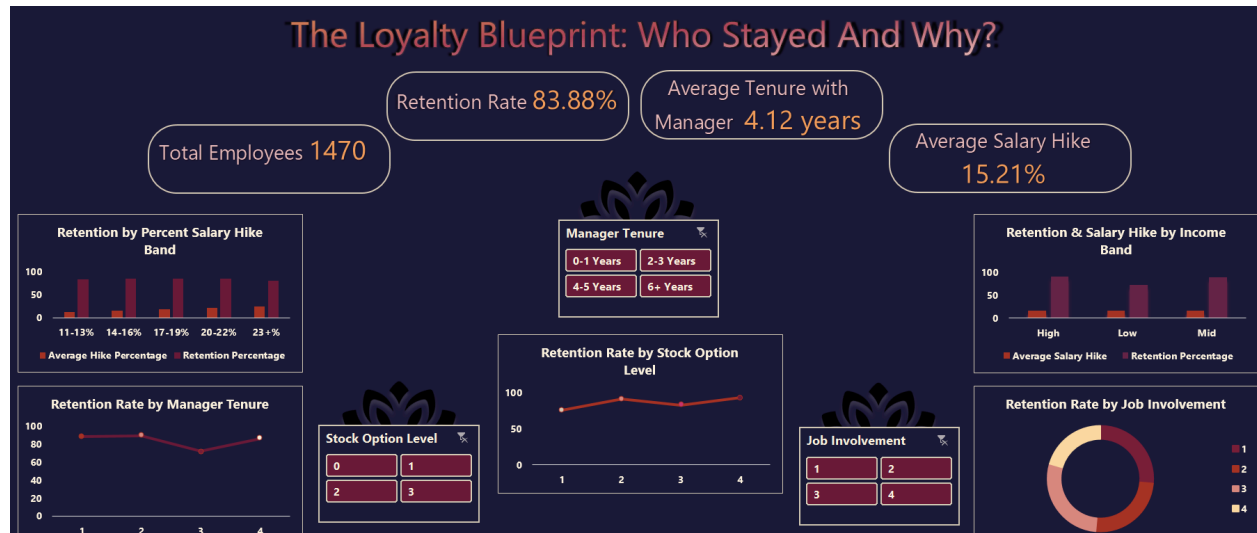 The Loyalty Blueprint: Who Stayed And Why?
Retention Rate 83.88%
Average Tenure with
Manager 4.12 years
Total Employees 1470
Average Salary Hike
15.21%
Retention by Percent Salary Hike
Band
100
50
0
11-13% 14-16% 17-19% 20-22% 23+%
Average Hike Percentage Retention Percentage
Manager Tenure
0-1 Years 2-3 Years
4-5 Years 6+ Years
Retention & Salary Hike by Income
Band
100
50
0
High Low Mid
Average Salary Hike Retention Percentage
Retention Rate by Manager Tenure
100
80
60
40
20
0
1 2 3 4
Stock Option Level
0 1
2 3
Retention Rate by Stock Option
Level
100
50
0
1 2 3 4
Job Involvement
1 2
3 4
Retention Rate by Job Involvement
1
2
3
4